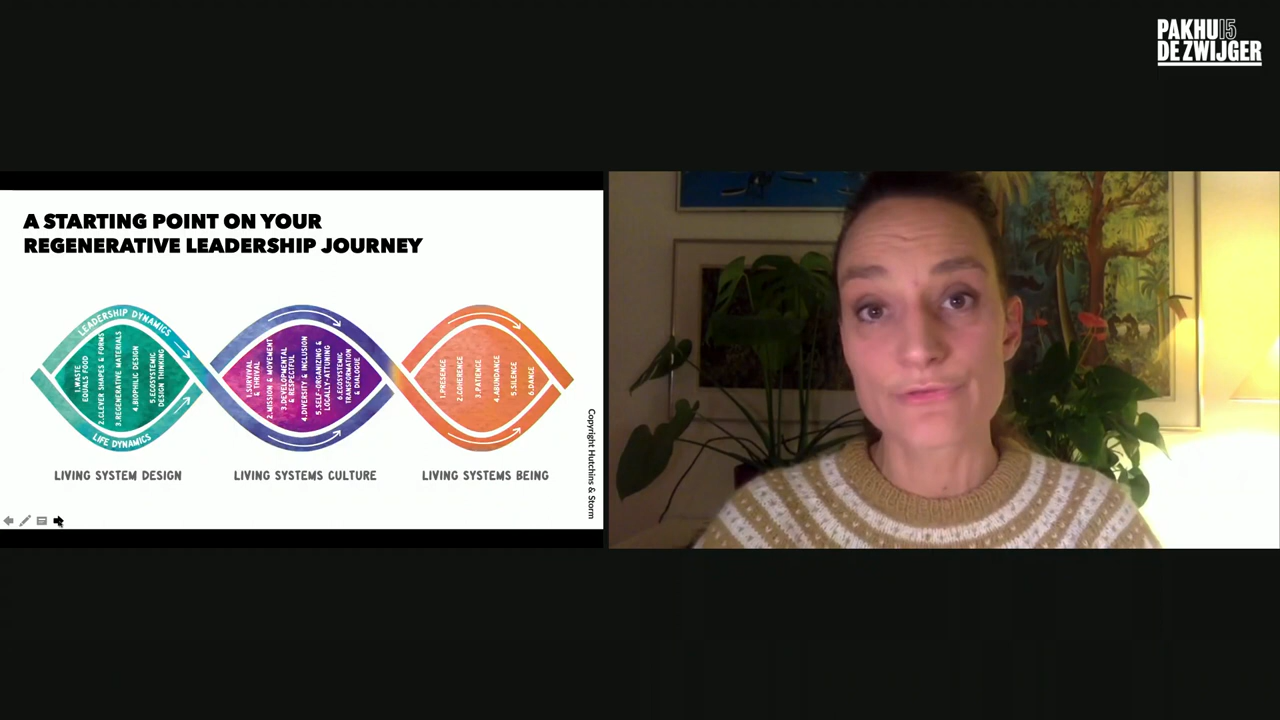 PAKHU15
DE ZWIJGER
A STARTING POINT ON YOUR
REGENERATIVE LEADERSHIP JOURNEY
LEADERSHIP DYNAMICS
1.WASTE
EQUALS FOOD
2.CLEVER SHAPES & FORMS
3.REGENERATIVE MATERIALS
4.BIOPHILIC DESIGN
5.ECOSYSTEMIC
DESIGN THINKING
LIFE DYNAMICS
1.SURVIVAL
& THRIVAL
2.MISSION & MOVEMENT
3.DEVELOPMENTAL
& RESPECTFUL
4.DIVERSITY & INCLUSION
5.SELF-ORGANIZING &
LOCALLY-ATTUNING
6.ECOSYSTEMIC
TRANSFORMATION
& DIALOGUE
1.PRESENCE
2.COHERENCE
3.PATIENCE
4.ABUNDANCE
5.SILENCE
6.DANCE
LIVING SYSTEM DESIGN
LIVING SYSTEMS CULTURE
LIVING SYSTEMS BEING
Copyright Hutchins & Storm